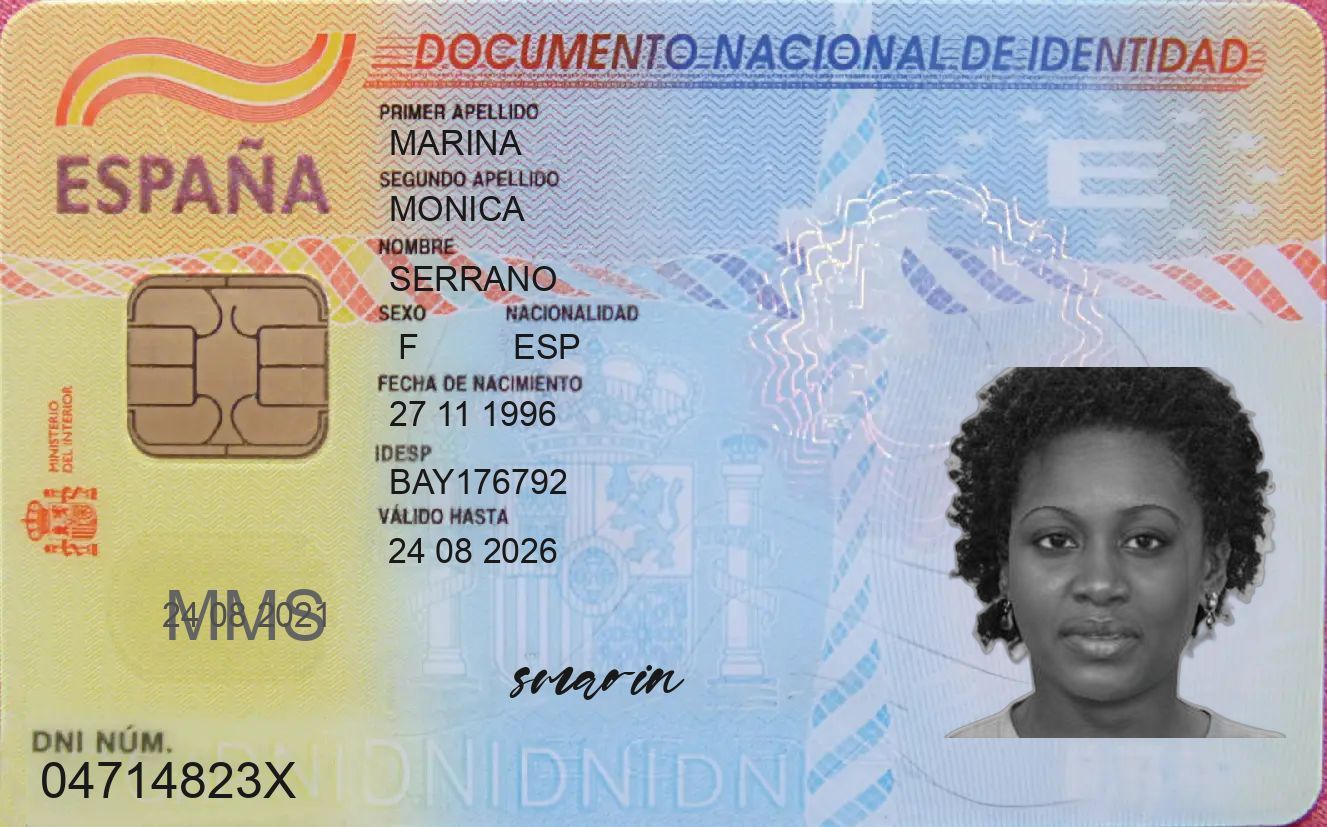 DOCUMENTO NACIONAL DE IDENTIDAD
ESPAÑA
PRIMER APELLIDO
MARINA
SEGUNDO APELLIDO
MONICA
NOMBRE
SERRANO
SEXO NACIONALIDAD
F ESP
FECHA DE NACIMIENTO
27 11 1996
IDESP
BAY176792
VÁLIDO HASTA
24 08 2026
MINISTERIO
DEL INTERIOR
E
24 08 2021
MMS
smarin
DNI NÚM.
04714823X
DNIDNIDNIDNI